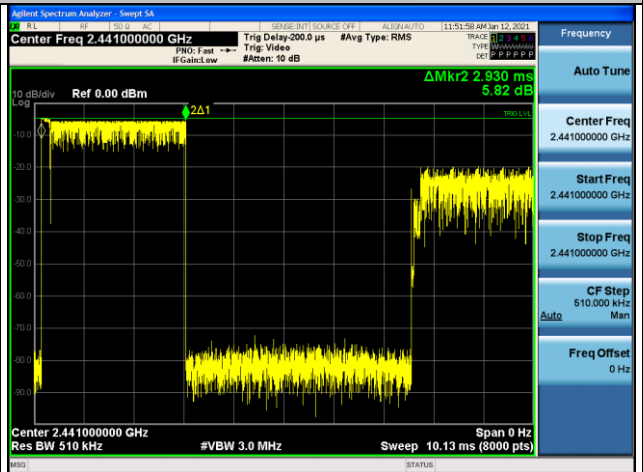 Agilent Spectrum Analyzer - Swept SA
RL RF 50 Ω AC SENSE:INT SOURCE OFF ALIGNAUTO 11:51:58 AM Jan 12, 2021
Center Freq 2.441000000 GHz
PNO: Fast
IFGain:Low
Trig Delay-200.0 µs
Trig: Video
#Atten: 10 dB
#Avg Type: RMS
TRACE 1 2 3 4 5 6
TYPE WWWWWW
DET P P P P P P
ΔMkr2 2.930 ms
5.82 dB
10 dB/div Ref 0.00 dBm
Log
2Δ1
TRIG LVL
-10.0
-20.0
-30.0
-40.0
-50.0
-60.0
-70.0
-80.0
-90.0
Center 2.441000000 GHz Span 0 Hz
Res BW 510 kHz #VBW 3.0 MHz Sweep 10.13 ms (8000 pts)
MSG STATUS
Frequency
Auto Tune
Center Freq
2.441000000 GHz
Start Freq
2.441000000 GHz
Stop Freq
2.441000000 GHz
CF Step
510.000 kHz
Auto Man
Freq Offset
0 Hz